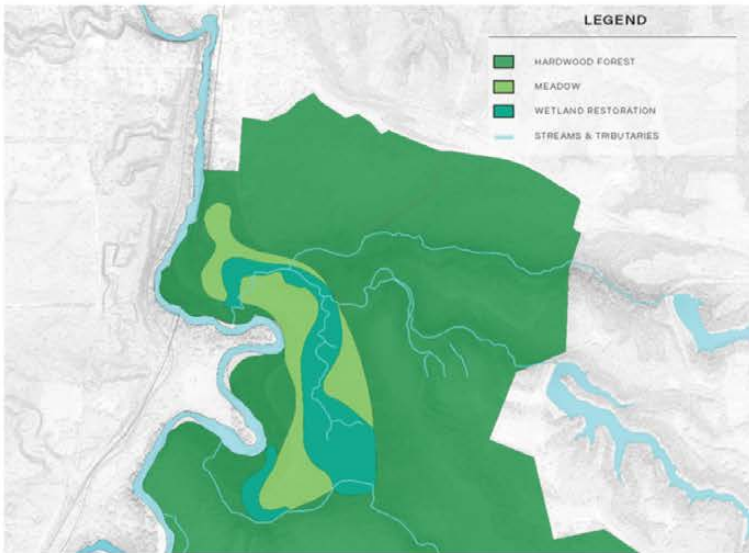 LEGEND
HARDWOOD FOREST
MEADOW
WETLAND RESTORATION
STREAMS & TRIBUTARIES